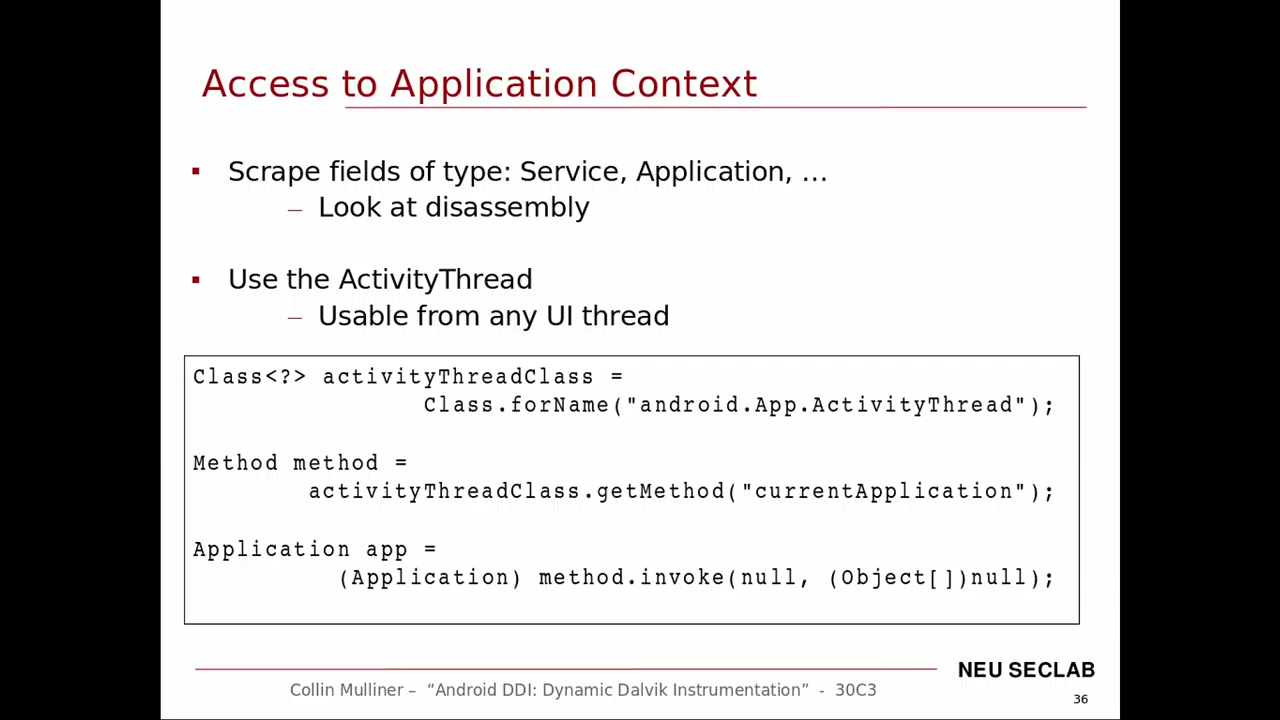 Access to Application Context
▪ Scrape fields of type: Service, Application, …
– Look at disassembly
▪ Use the ActivityThread
– Usable from any UI thread
Class<?> activityThreadClass =
Class.forName("android.App.ActivityThread");
Method method =
activityThreadClass.getMethod("currentApplication");
Application app =
(Application) method.invoke(null, (Object[])null);
NEU SECLAB
Collin Mulliner – “Android DDI: Dynamic Dalvik Instrumentation” - 30C3
36